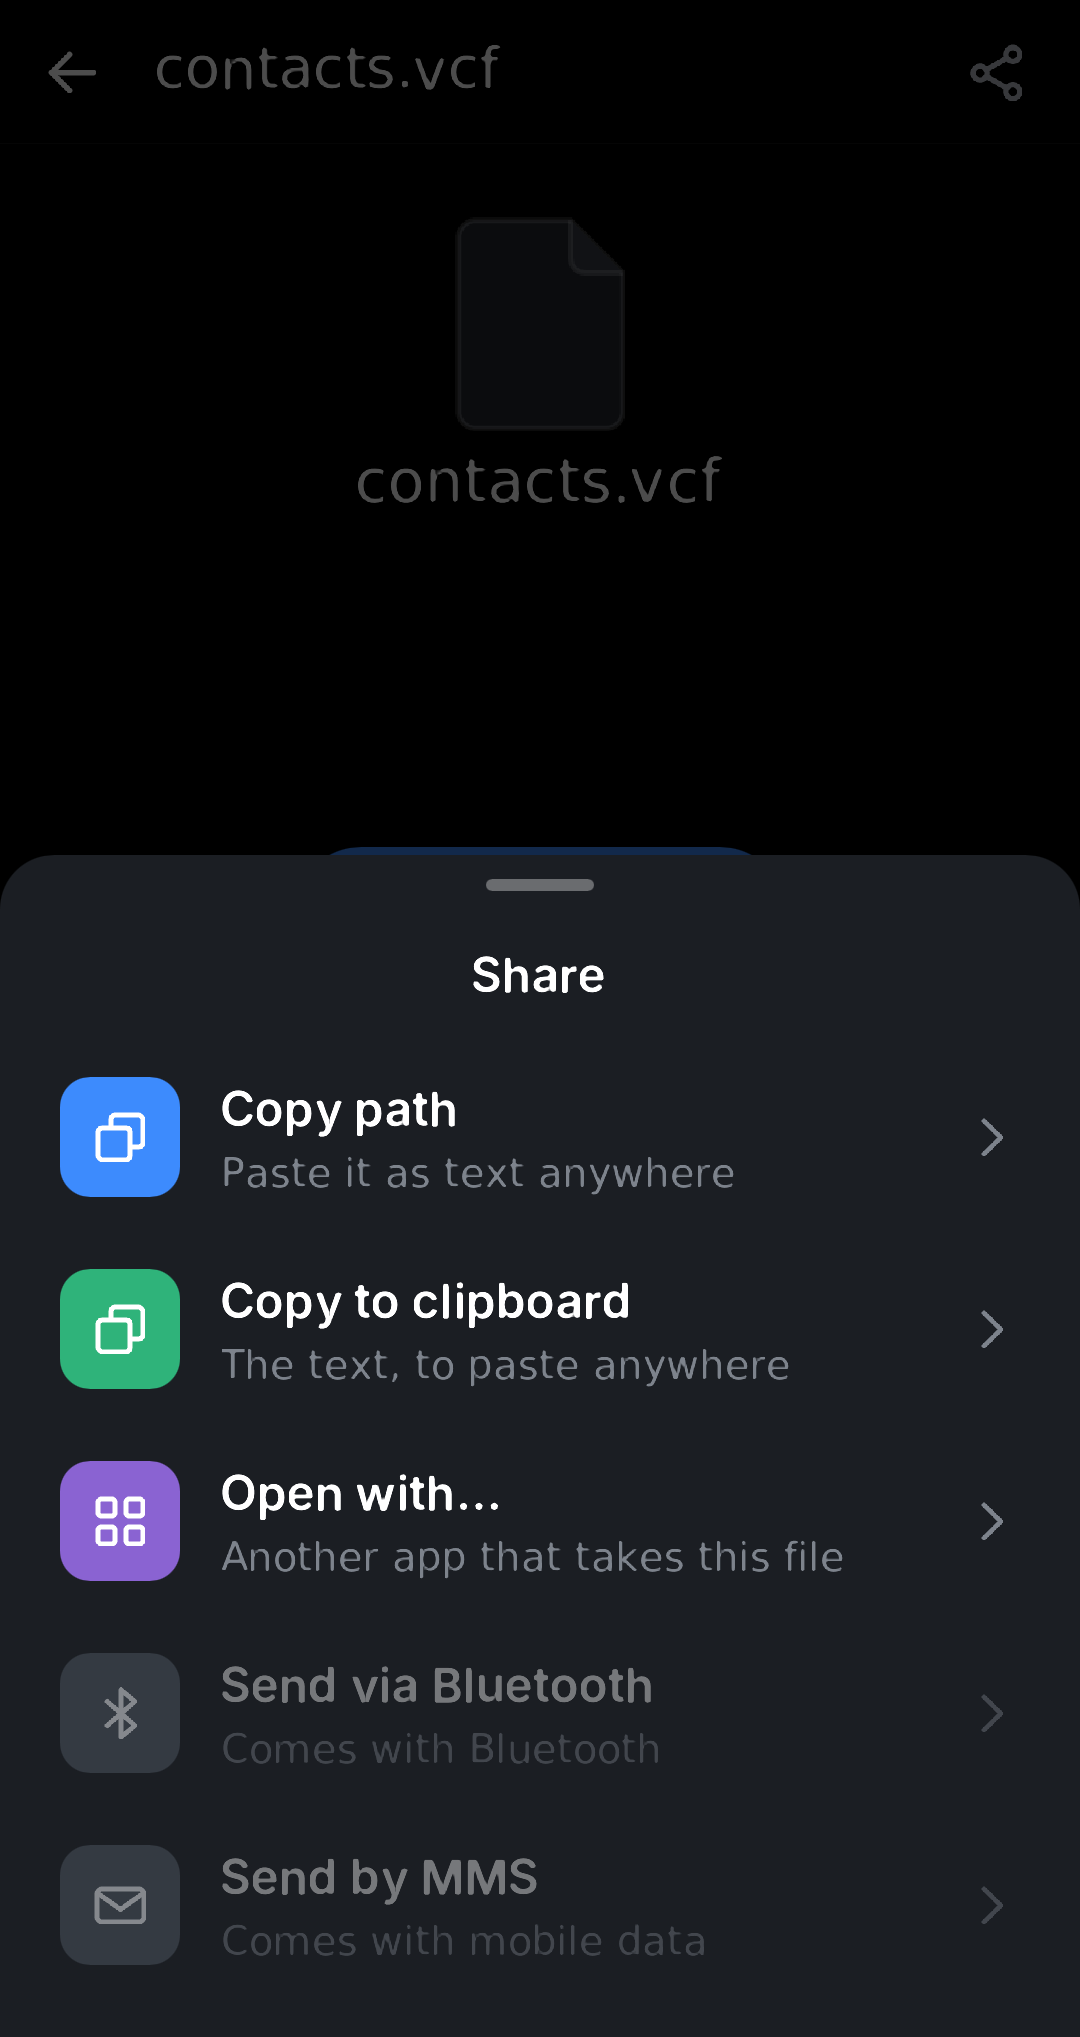 contacts.vcf
contacts.vcf
Share
Copy path
Paste it as text anywhere
Copy to clipboard
The text, to paste anywhere
Open with...
Another app that takes this file
Send via Bluetooth
Comes with Bluetooth
Send by MMS
Comes with mobile data